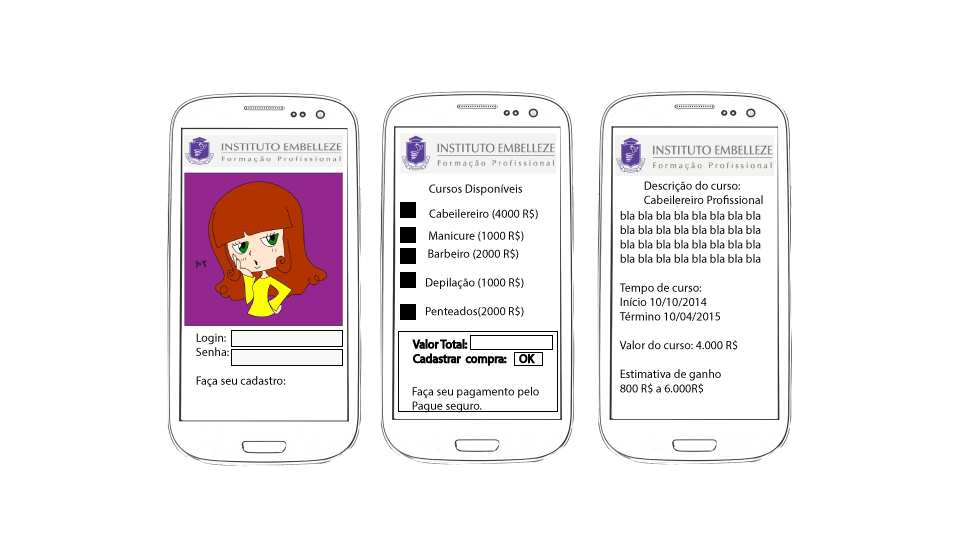 INSTITUTO EMBELLEZE
Formação Profissional
Login:
Senha:
Faça seu cadastro:
INSTITUTO EMBELLEZE
Formação Profissional
Cursos Disponíveis
Cabeilereiro (4000 R$)
Manicure (1000 R$)
Barbeiro (2000 R$)
Depilação (1000 R$)
Penteados(2000 R$)
Valor Total:
Cadastrar compra: OK
Faça seu pagamento pelo
Pague seguro.
INSTITUTO EMBELLEZE
Formação Profissional
Descrição do curso:
Cabeilereiro Profissional
bla bla bla bla bla bla bla bla
bla bla bla bla bla bla bla bla
bla bla bla bla bla bla bla bla
bla bla bla bla bla bla bla bla
Tempo de curso:
Início 10/10/2014
Término 10/04/2015
Valor do curso: 4.000 R$
Estimativa de ganho
800 R$ a 6.000R$